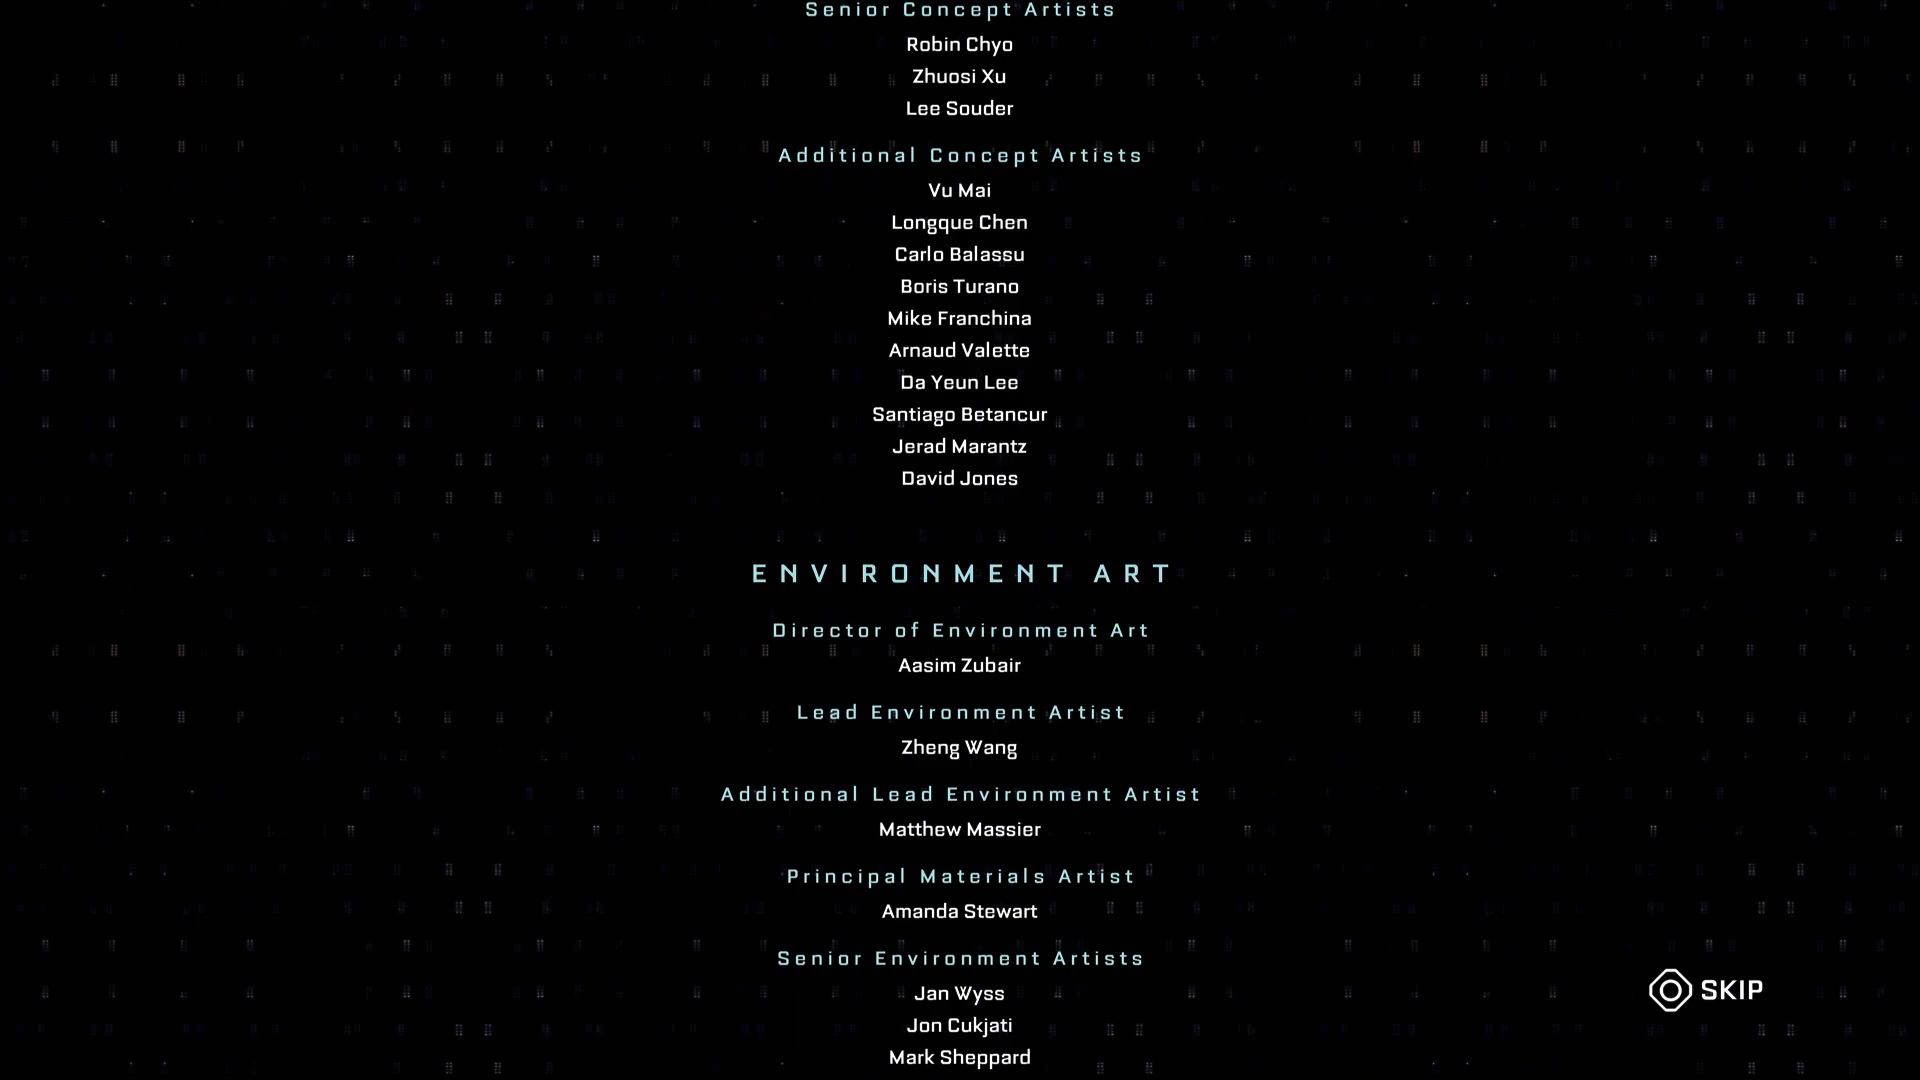 Senior Concept Artists
Robin Chyo
Zhuosi Xu
Lee Souder
Additional Concept Artists
Vu Mai
Longque Chen
Carlo Balassu
Boris Turano
Mike Franchina
Arnaud Valette
Da Yeun Lee
Santiago Betancur
Jerad Marantz
David Jones
ENVIRONMENT ART
Director of Environment Art
Aasim Zubair
Lead Environment Artist
Zheng Wang
Additional Lead Environment Artist
Matthew Massier
Principal Materials Artist
Amanda Stewart
Senior Environment Artists
Jan Wyss
Jon Cukjati
Mark Sheppard
SKIP